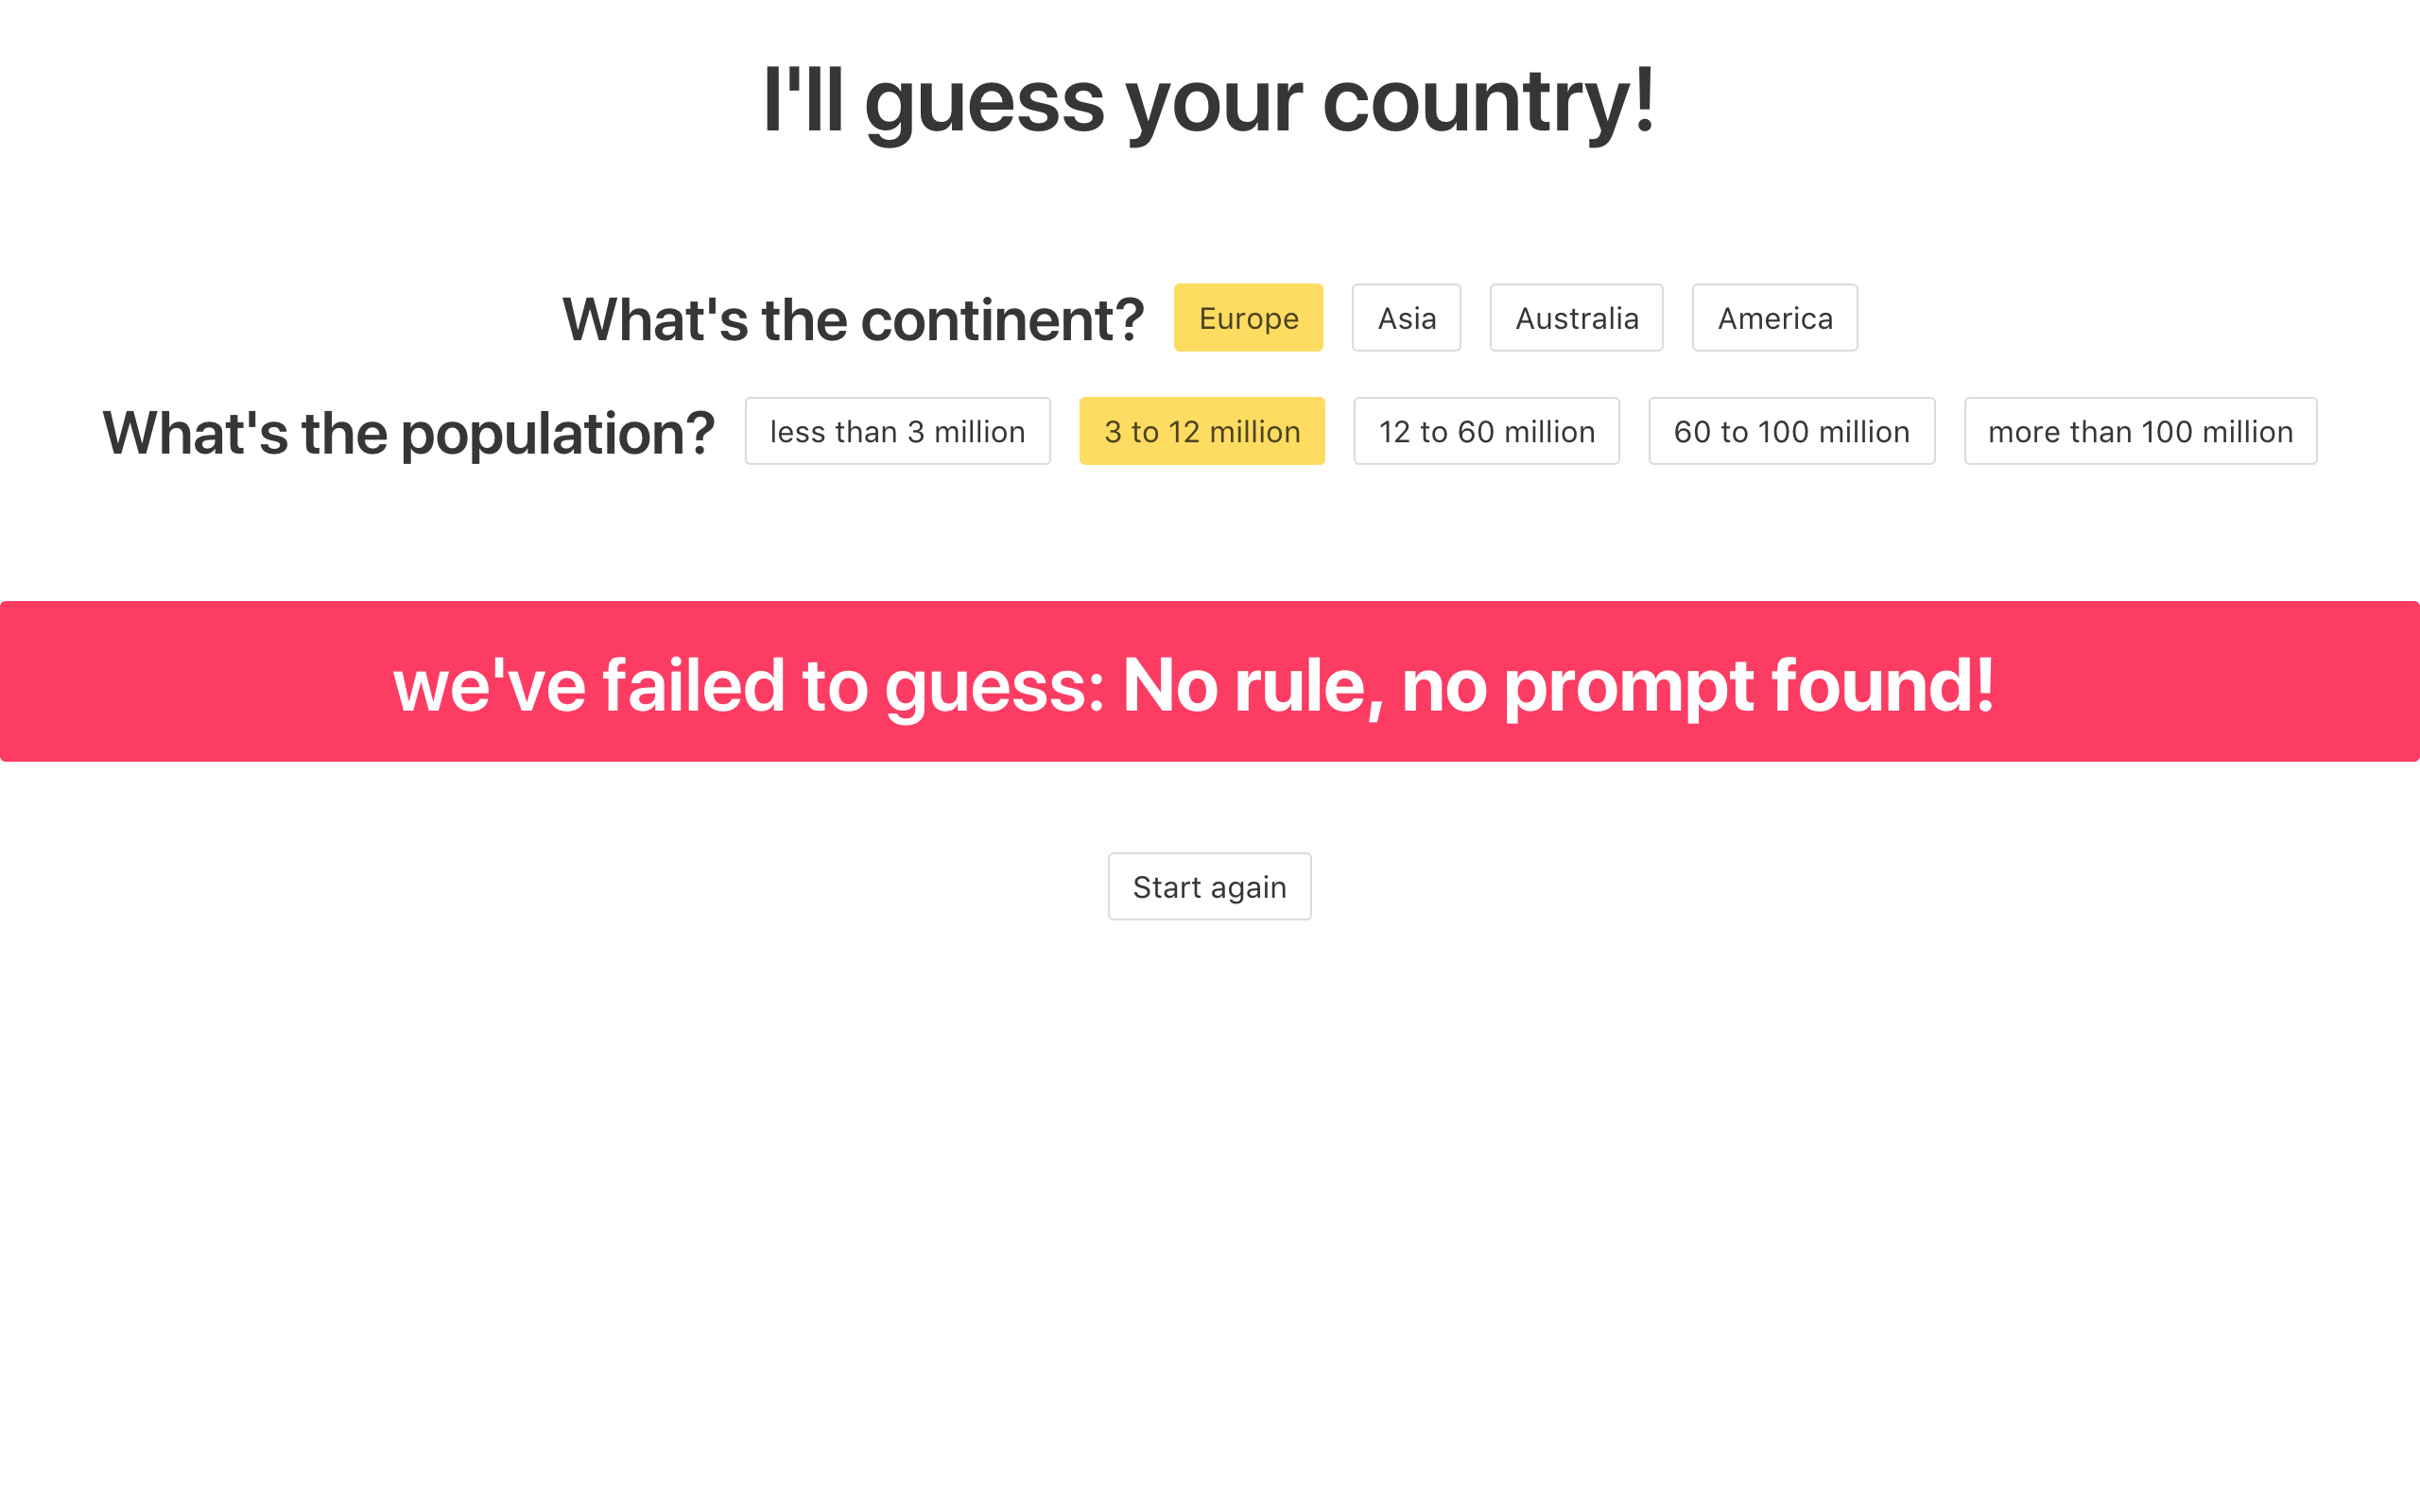 I'll guess your country!
What's the continent? Europe Asia Australia America
What's the population? less than 3 million 3 to 12 million 12 to 60 million 60 to 100 million more than 100 million
we've failed to guess: No rule, no prompt found!
Start again